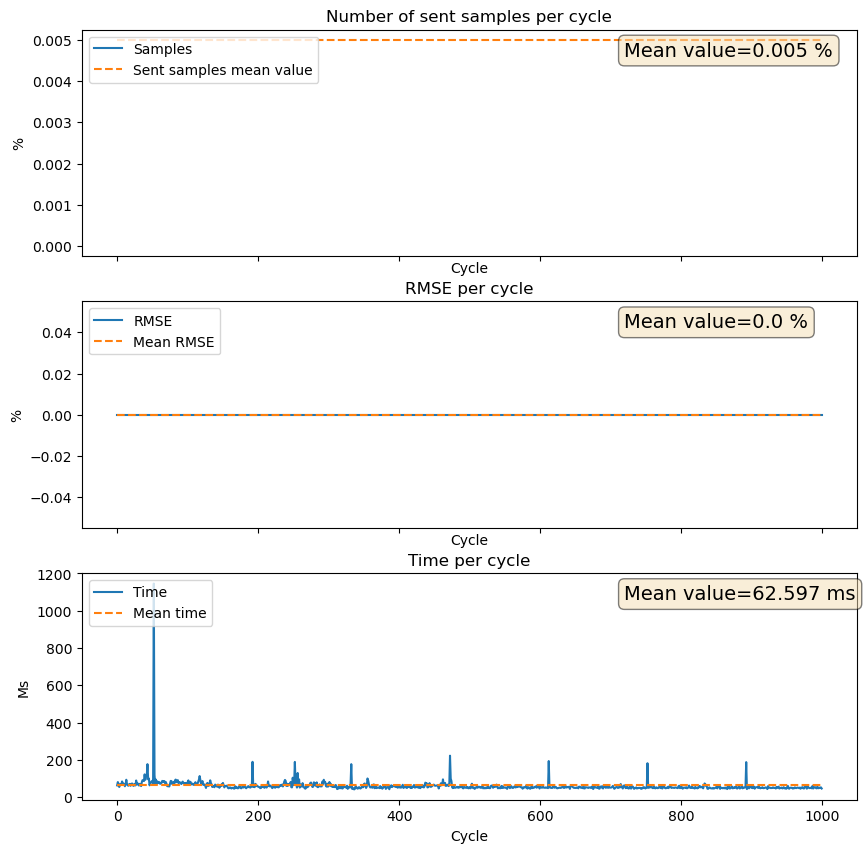 Number of sent samples per cycle
Samples
Sent samples mean value
Mean value=0.005 %
0.005
0.004
0.003
0.002
0.001
0.000
%
Cycle
RMSE per cycle
RMSE
Mean RMSE
Mean value=0.0 %
0.04
0.02
0.00
−0.02
−0.04
%
Cycle
Time per cycle
Time
Mean time
Mean value=62.597 ms
1200
1000
800
600
400
200
0
Ms
0 200 400 600 800 1000
Cycle